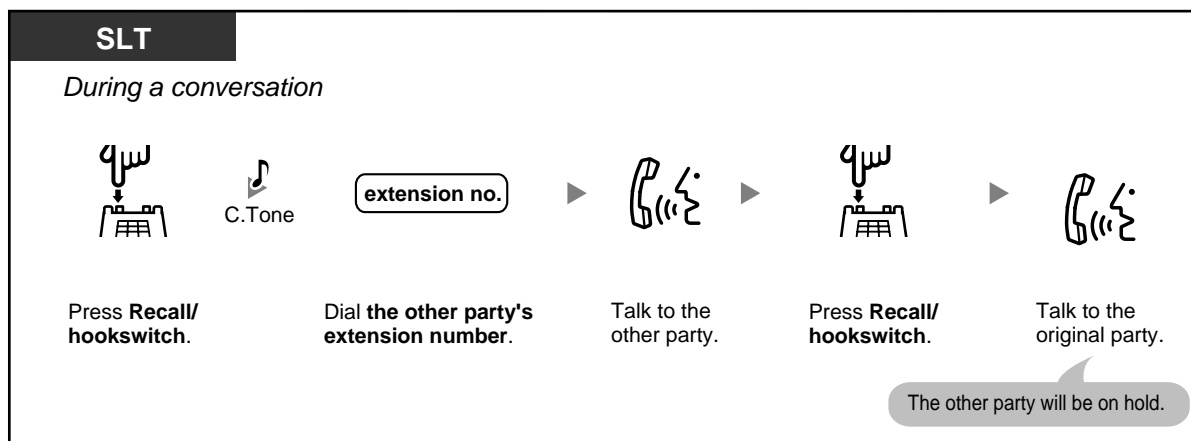 SLT
During a conversation
C.Tone
extension no.
Press Recall/
hookswitch.
Dial the other party's
extension number.
Talk to the
other party.
Press Recall/
hookswitch.
Talk to the
original party.
The other party will be on hold.